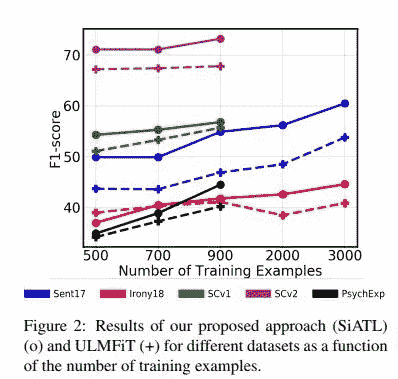 70
60
50
40
F1-score
500 700 900 2000 3000
Number of Training Examples
Sent17 Irony18 SCv1 SCv2 PsychExp
Figure 2: Results of our proposed approach (SiATL)
(o) and ULMFiT (+) for different datasets as a function
of the number of training examples.